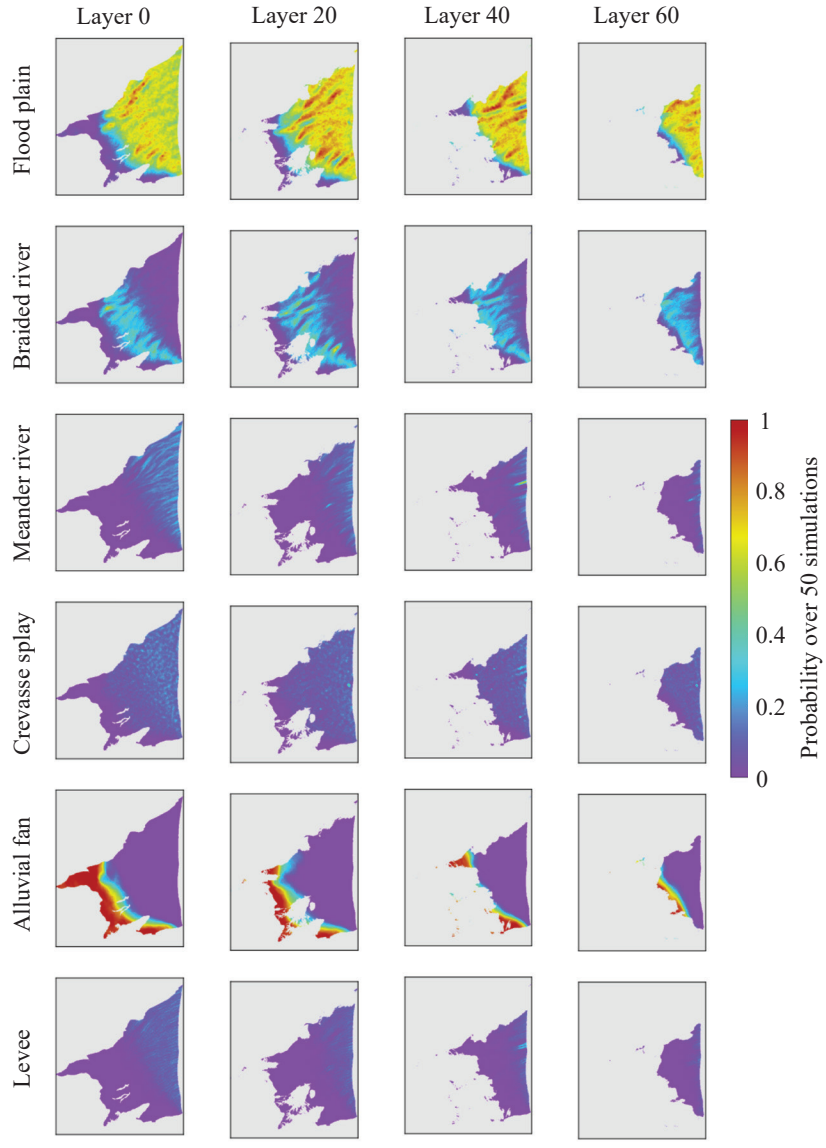 Layer 0
Layer 20
Layer 40
Layer 60
Flood plain
Braided river
Meander river
Crevasse splay
Alluvial fan
Levee
1
0.8
0.6
0.4
0.2
0
Probability over 50 simulations